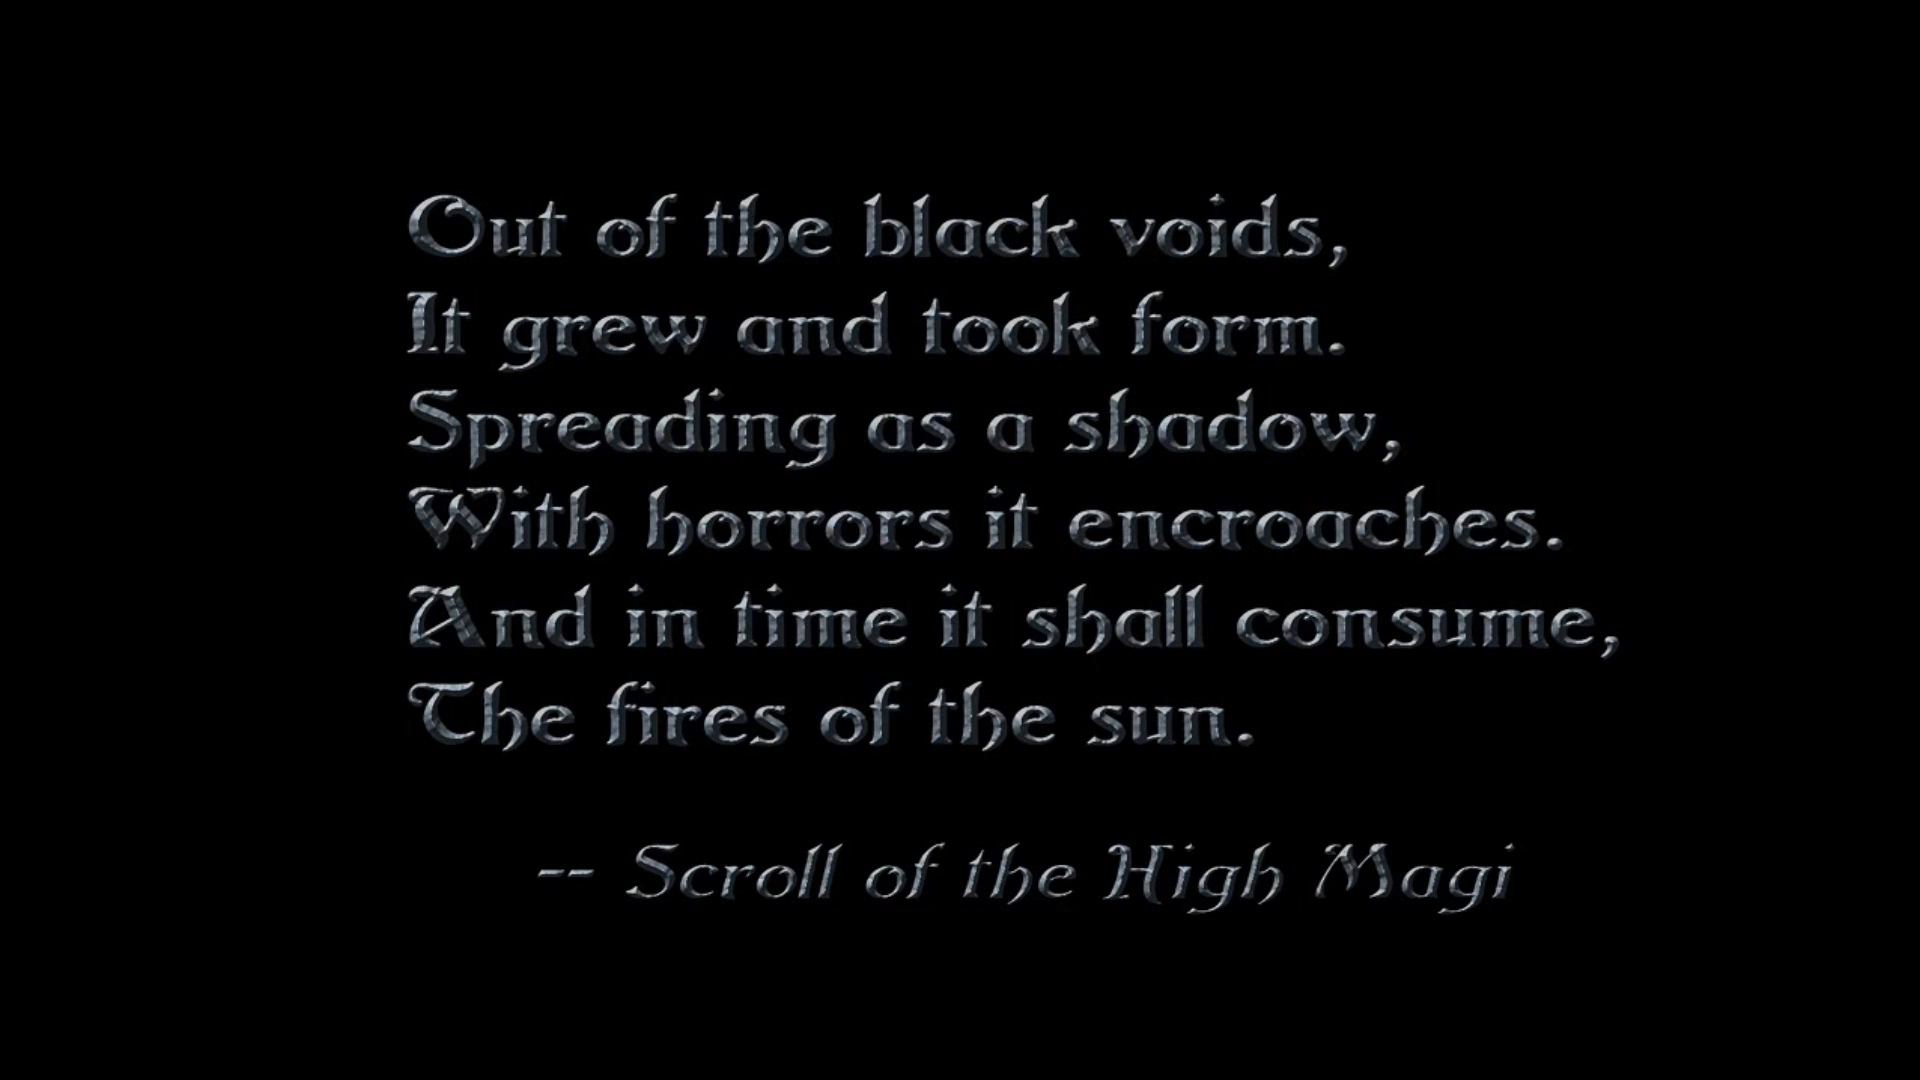 Out of the black voids,
It grew and took form.
Spreading as a shadow,
With horrors it encroaches.
And in time it shall consume,
The fires of the sun.
-- Scroll of the High Magi